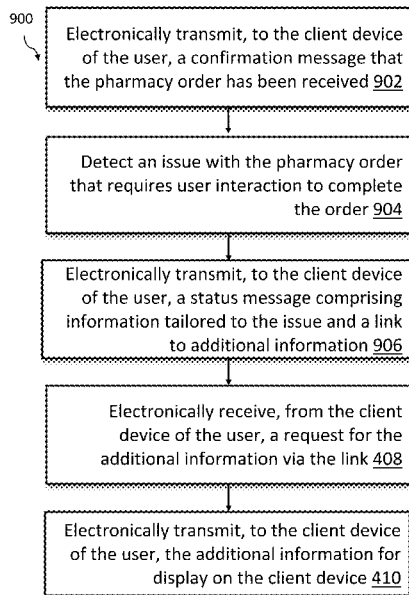 900
Electronically transmit, to the client device
of the user, a confirmation message that
the pharmacy order has been received 902
Detect an issue with the pharmacy order
that requires user interaction to complete
the order 904
Electronically transmit, to the client device
of the user, a status message comprising
information tailored to the issue and a link
to additional information 906
Electronically receive, from the client
device of the user, a request for the
additional information via the link 408
Electronically transmit, to the client device
of the user, the additional information for
display on the client device 410